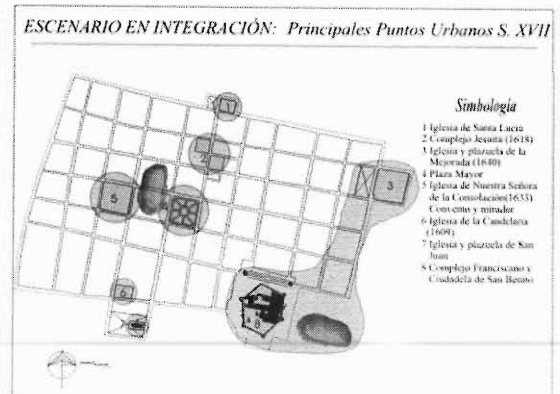 ESCENARIO EN INTEGRACIÓN: Principales Puntos Urbanos S. XVII
Simbología
1 Iglesia de Santa Lucía
2 Complejo Jesuita (1618)
3 Iglesia y plazuela de la
Mejorada (1640)
4 Plaza Mayor
5 Iglesia de Nuestra Señora
de la Consolación (1633)
Convento y mirador
6 Iglesia de la Candelaria
(1609)
7 Iglesia y plazuela de San
Juan
8 Complejo Franciscano y
Ciudadela de San Benito
1
2
3
5
6
8